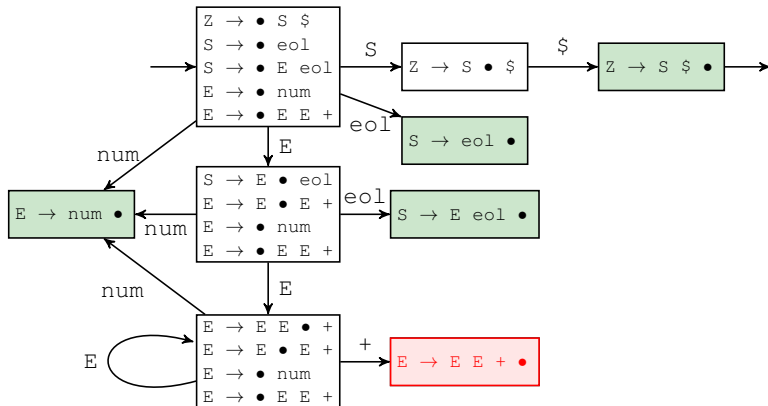 Z → • S $
S → • eol
S → • E eol
E → • num
E → • E E +
S
Z → S • $
$
Z → S $ •
eol
S → eol •
num
E
S → E • eol
E → E • E +
E → • num
E → • E E +
eol
S → E eol •
num
E → num •
num
E
E → E E • +
E → E • E +
E → • num
E → • E E +
E
+
E → E E + •